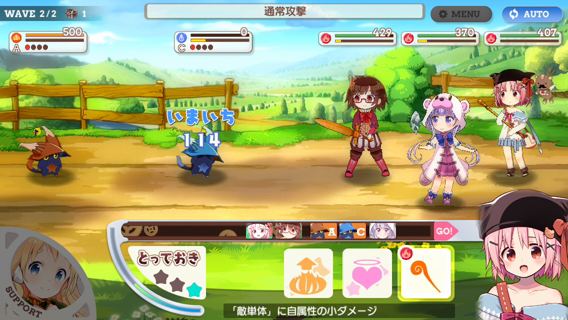 WAVE 2/2 1
通常攻撃
MENU
AUTO
500
A
0
C
429
370
407
いまいち
114
A C GO!
とっておき
SUPPORT
「敵単体」に自属性の小ダメージ